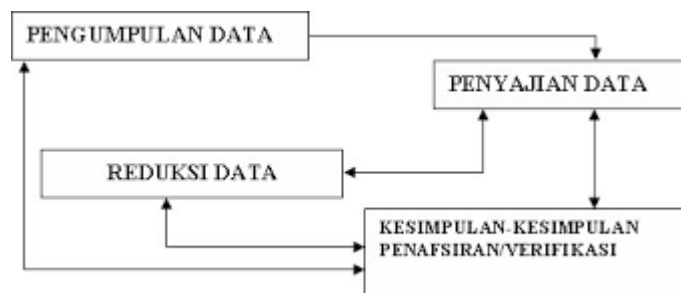 PENGUMPULAN DATA
PENYAJIAN DATA
REDUKSI DATA
KESIMPULAN-KESIMPULAN
PENAFSIRAN/VERIFIKASI